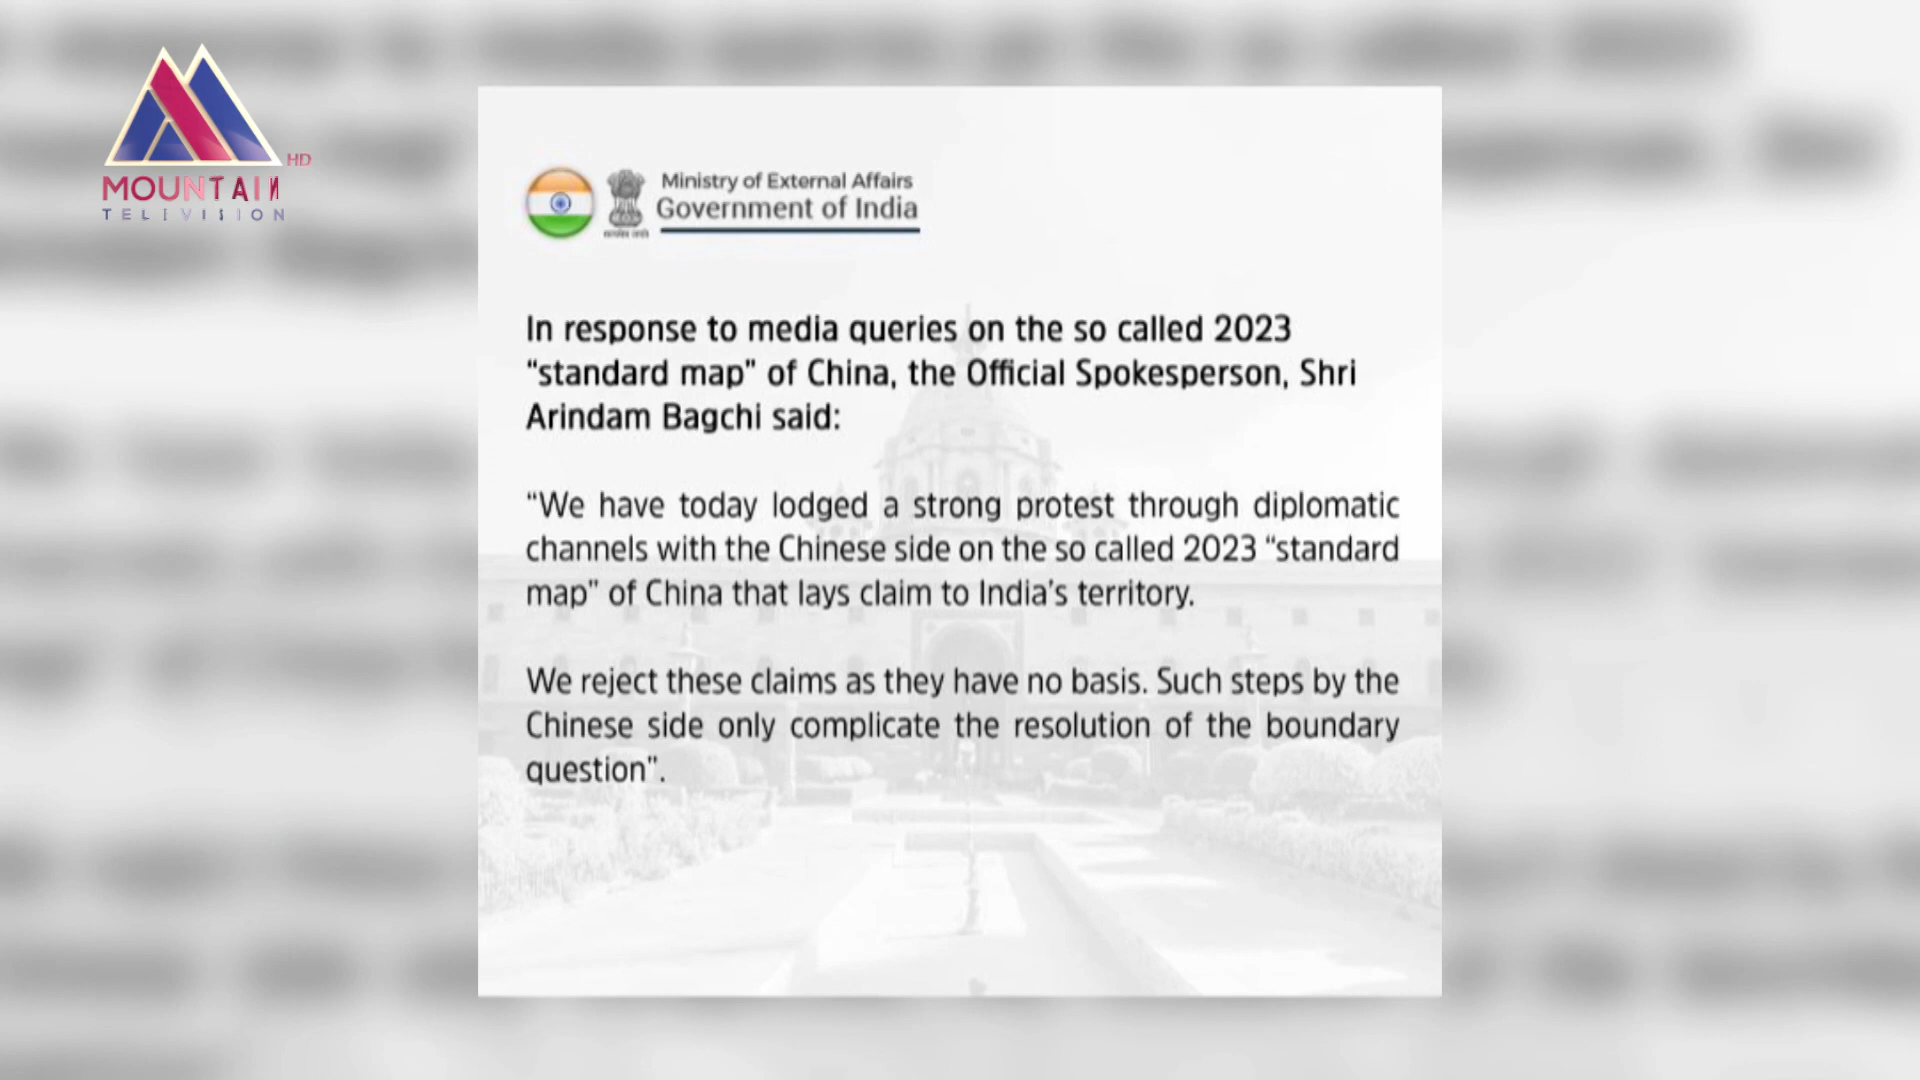 HD
MOUNTAIN
TELEVISION
Ministry of External Affairs
Government of India
In response to media queries on the so called 2023
“standard map” of China, the Official Spokesperson, Shri
Arindam Bagchi said:
“We have today lodged a strong protest through diplomatic
channels with the Chinese side on the so called 2023 “standard
map” of China that lays claim to India’s territory.
We reject these claims as they have no basis. Such steps by the
Chinese side only complicate the resolution of the boundary
question”.